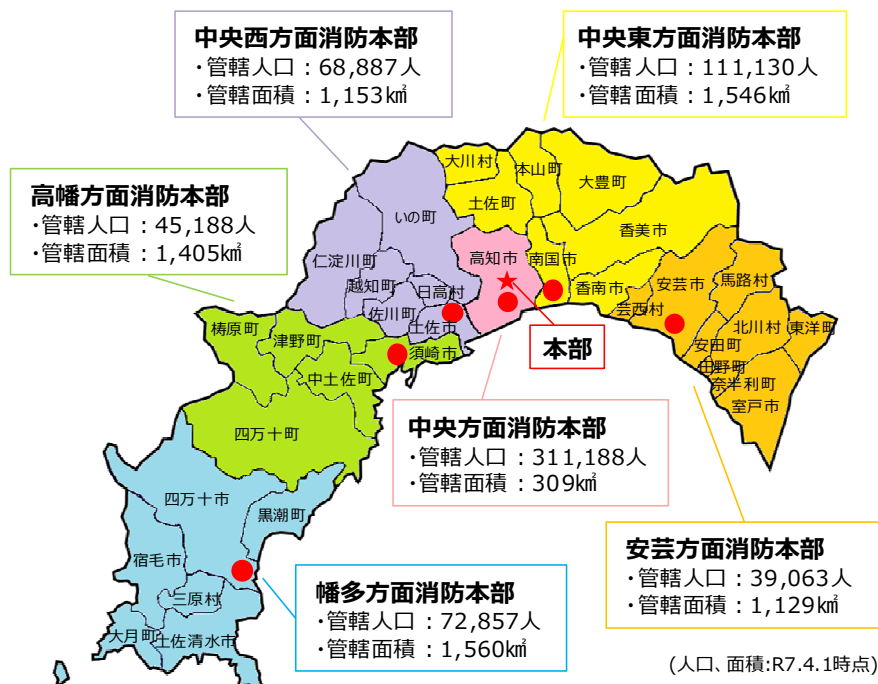 中央西方面消防本部
・管轄人口：68,887人
・管轄面積：1,153㎢
中央東方面消防本部
・管轄人口：111,130人
・管轄面積：1,546㎢
高幡方面消防本部
・管轄人口：45,188人
・管轄面積：1,405㎢
大川村
本山町
大豊町
土佐町
いの町
香美市
仁淀川町
高知市
南国市
越知町
日高村
香南市
安芸市
馬路村
佐川町
土佐市
芸西村
北川村
東洋町
梼原町
津野町
須崎市
本部
安田町
田野町
中土佐町
奈半利町
室戸市
四万十町
中央方面消防本部
・管轄人口：311,188人
・管轄面積：309㎢
四万十市
黒潮町
宿毛市
三原村
大月町
土佐清水市
幡多方面消防本部
・管轄人口：72,857人
・管轄面積：1,560㎢
安芸方面消防本部
・管轄人口：39,063人
・管轄面積：1,129㎢
(人口、面積:R7.4.1時点)